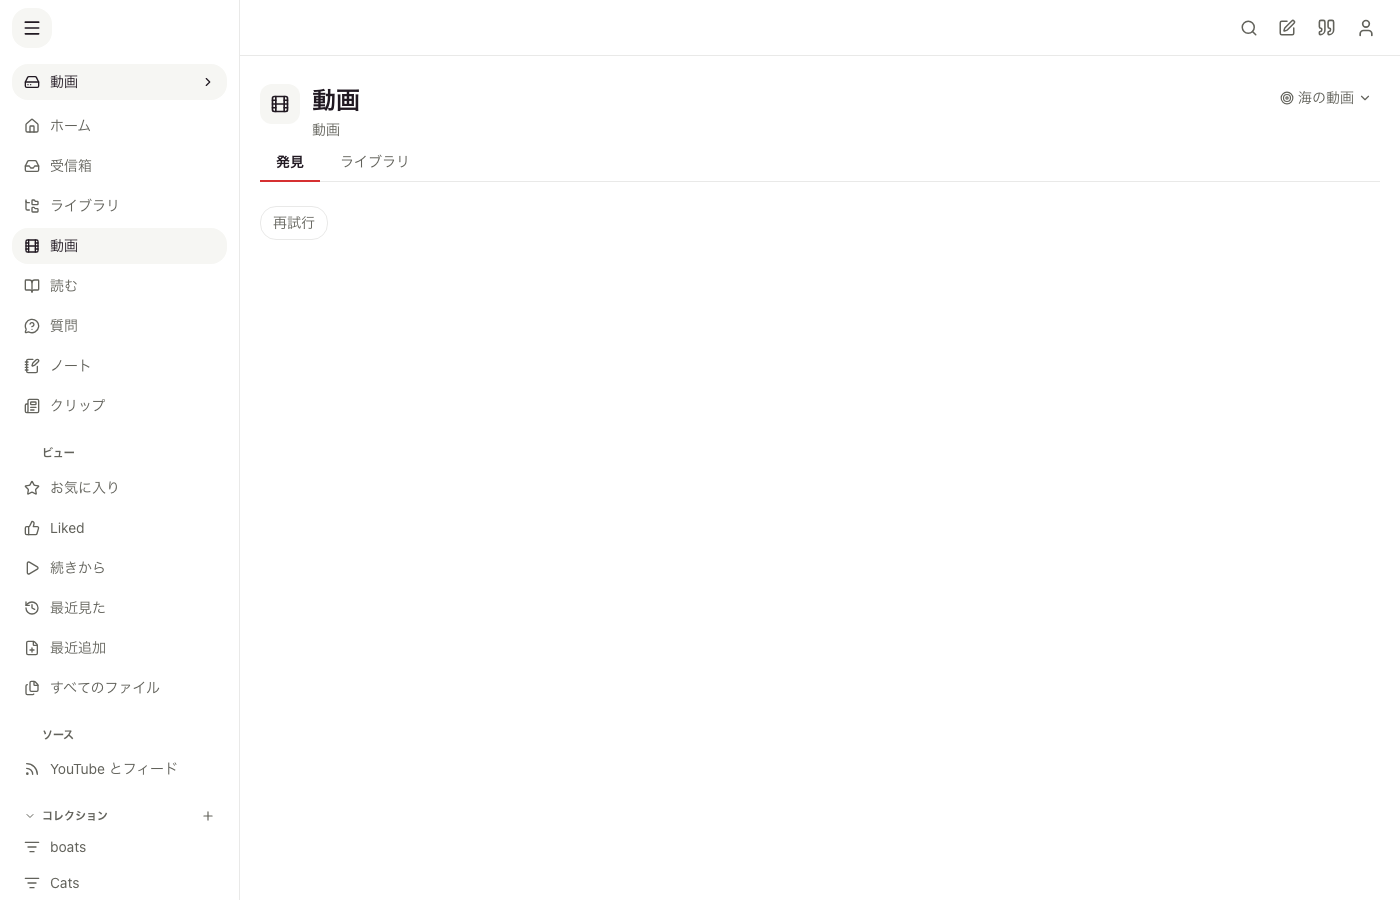 動画
ホーム
受信箱
ライブラリ
動画
読む
質問
ノート
クリップ
ビュー
お気に入り
Liked
続きから
最近見た
最近追加
すべてのファイル
ソース
YouTube とフィード
コレクション
boats
Cats
動画
動画
海の動画
発見 ライブラリ
再試行